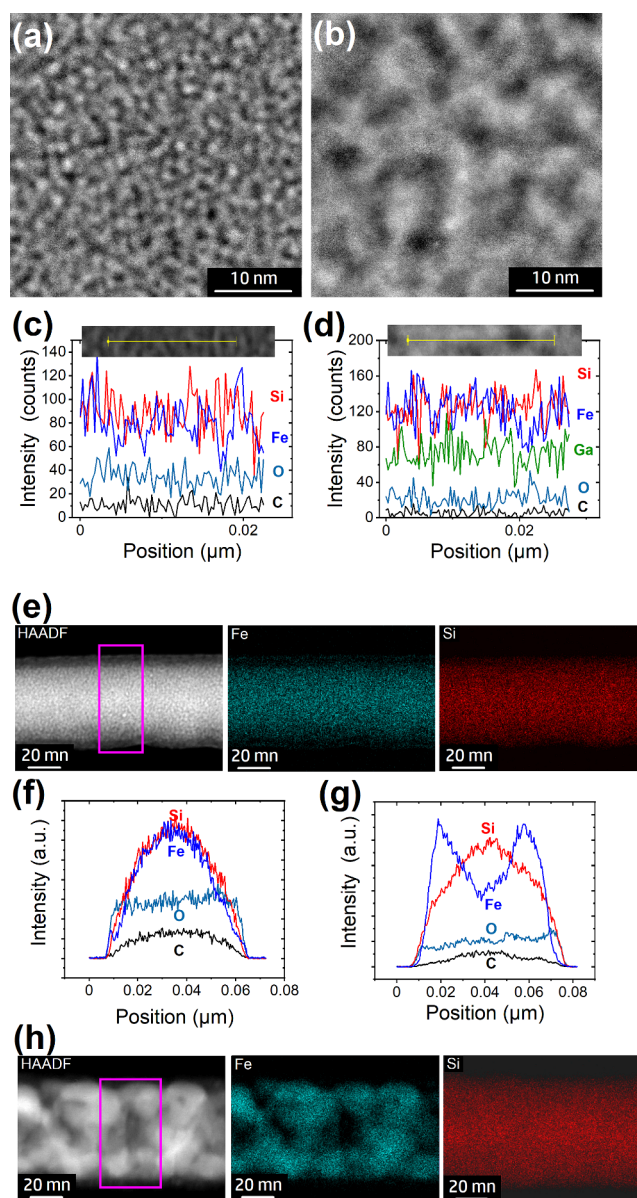 (a)
(b)
10 nm
10 nm
(c)
(d)
140
120
100
80
60
40
20
0
Intensity (counts)
Si
Fe
O
C
0
0.02
Position (µm)
200
160
120
80
40
0
Intensity (counts)
Si
Fe
Ga
O
C
0
0.02
Position (µm)
(e)
HAADF
Fe
Si
20 mn
20 mn
20 mn
(f)
(g)
Intensity (a.u.)
Si
Fe
O
C
0
0.02
0.04
0.06
0.08
Position (µm)
Intensity (a.u.)
Si
Fe
O
C
0
0.02
0.04
0.06
0.08
Position (µm)
(h)
HAADF
Fe
Si
20 mn
20 mn
20 mn